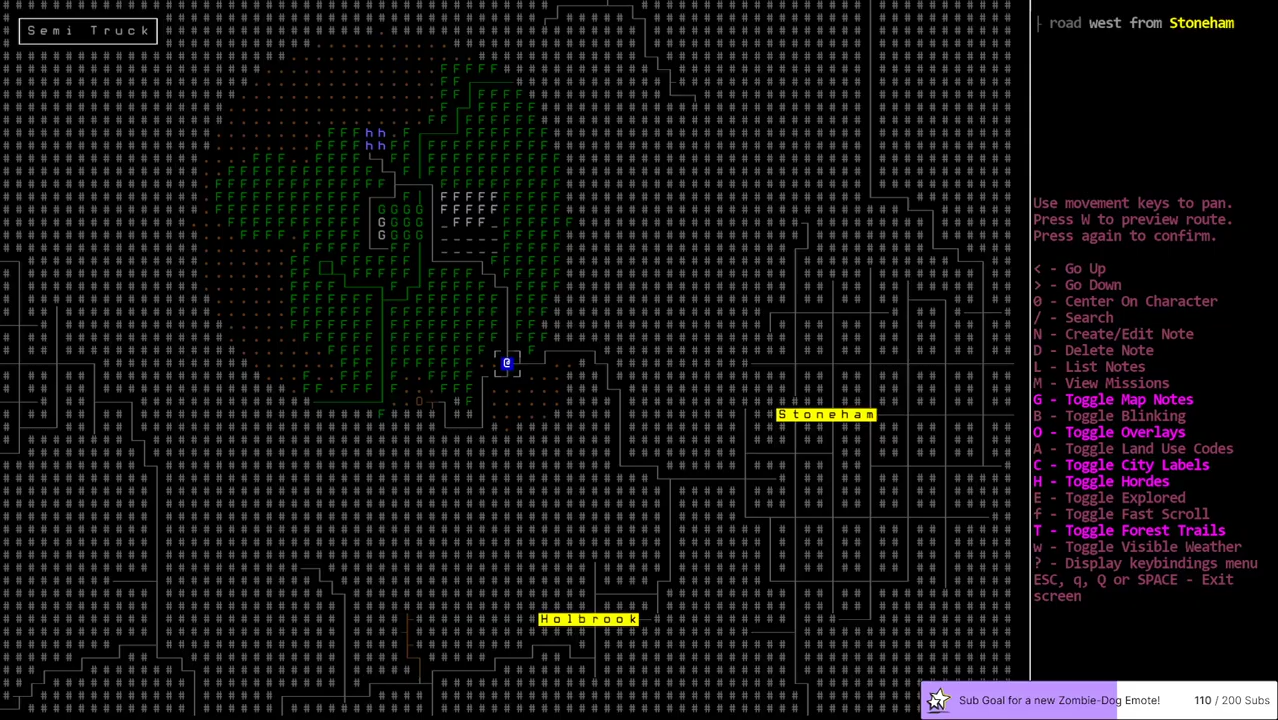 Semi Truck
├ road west from Stoneham
Use movement keys to pan.
Press W to preview route.
Press again to confirm.
< - Go Up
> - Go Down
0 - Center On Character
/ - Search
N - Create/Edit Note
D - Delete Note
L - List Notes
M - View Missions
G - Toggle Map Notes
B - Toggle Blinking
O - Toggle Overlays
A - Toggle Land Use Codes
C - Toggle City Labels
H - Toggle Hordes
E - Toggle Explored
f - Toggle Fast Scroll
T - Toggle Forest Trails
w - Toggle Visible Weather
? - Display keybindings menu
ESC, q, Q or SPACE - Exit
screen
Stoneham
Holbrook
Sub Goal for a new Zombie-Dog Emote! 110 / 200 Subs